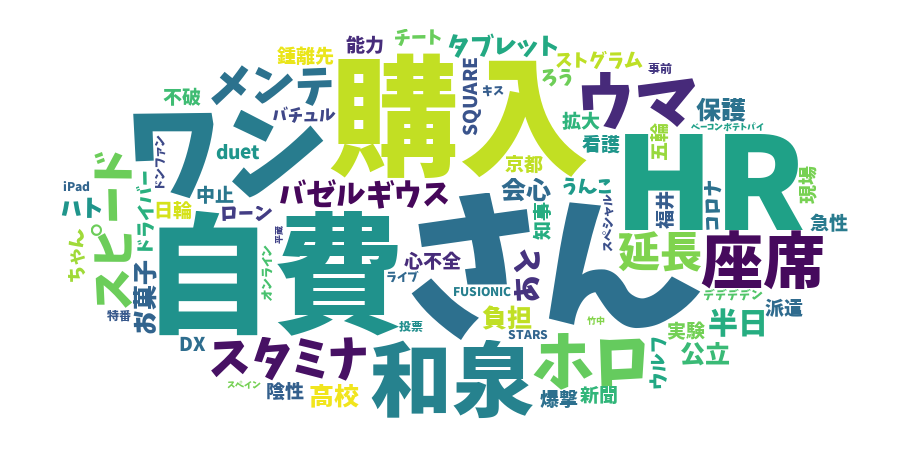 能力
チート
タブレット
鍾離先
ストグラム
事前
メンテ
購入
SQUARE
キス
ろう
ウマ
不破
バチュル
拡大
保護
ワン
ベーコンポテトパイ
duet
ドンファン
看護
五輪
HR
京都
iPad
スピード
ドライバー
中止
バゼルギウス
会心
うんこ
現場
ハテ
日輪
ローン
知事
スペシャル
福井
コロナ
急性
ちゃん
自費
さん
平蔵
オンライン
心不全
あと
延長
座席
お菓子
ライブ
FUSIONIC
デデデデン
特番
投票
負担
竹中
派遣
半日
DX
STARS
実験
スタミナ
和泉
ホロ
ウルフ
公立
スペイン
陰性
高校
爆撃
新聞